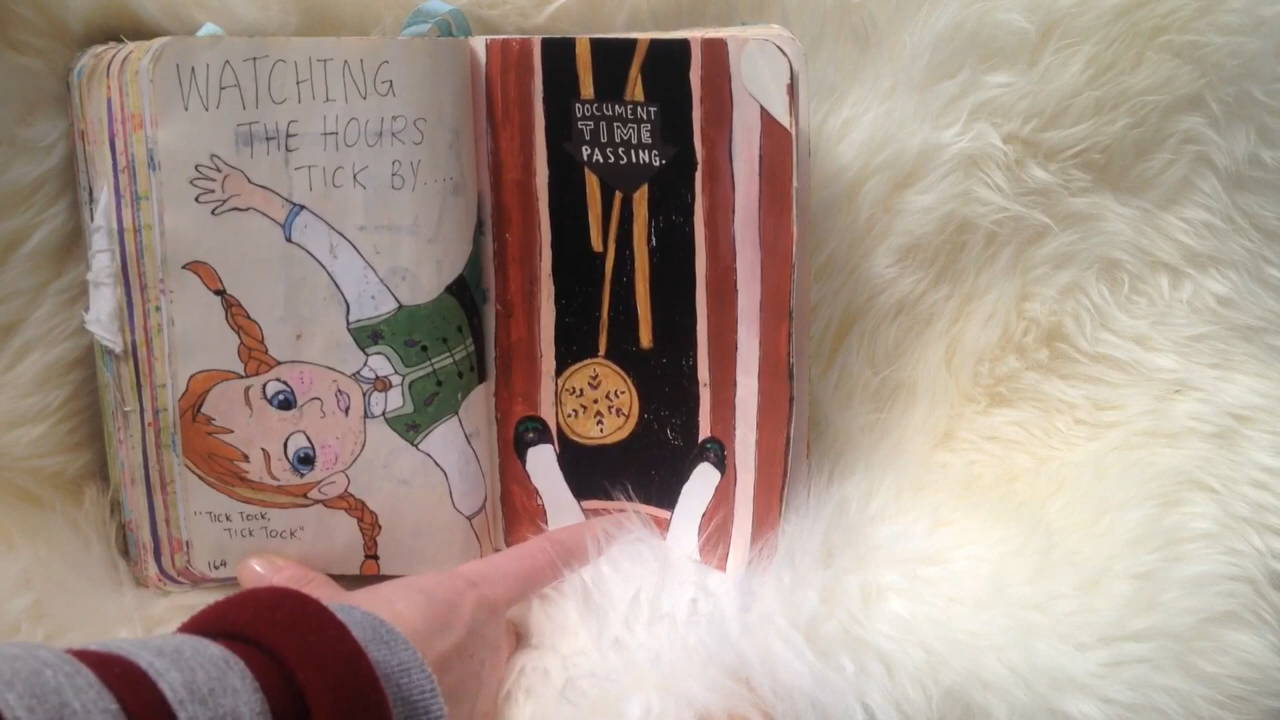 WATCHING
THE HOURS
TICK BY....
"TICK TOCK,
TICK TOCK."
164
DOCUMENT
TIME
PASSING.